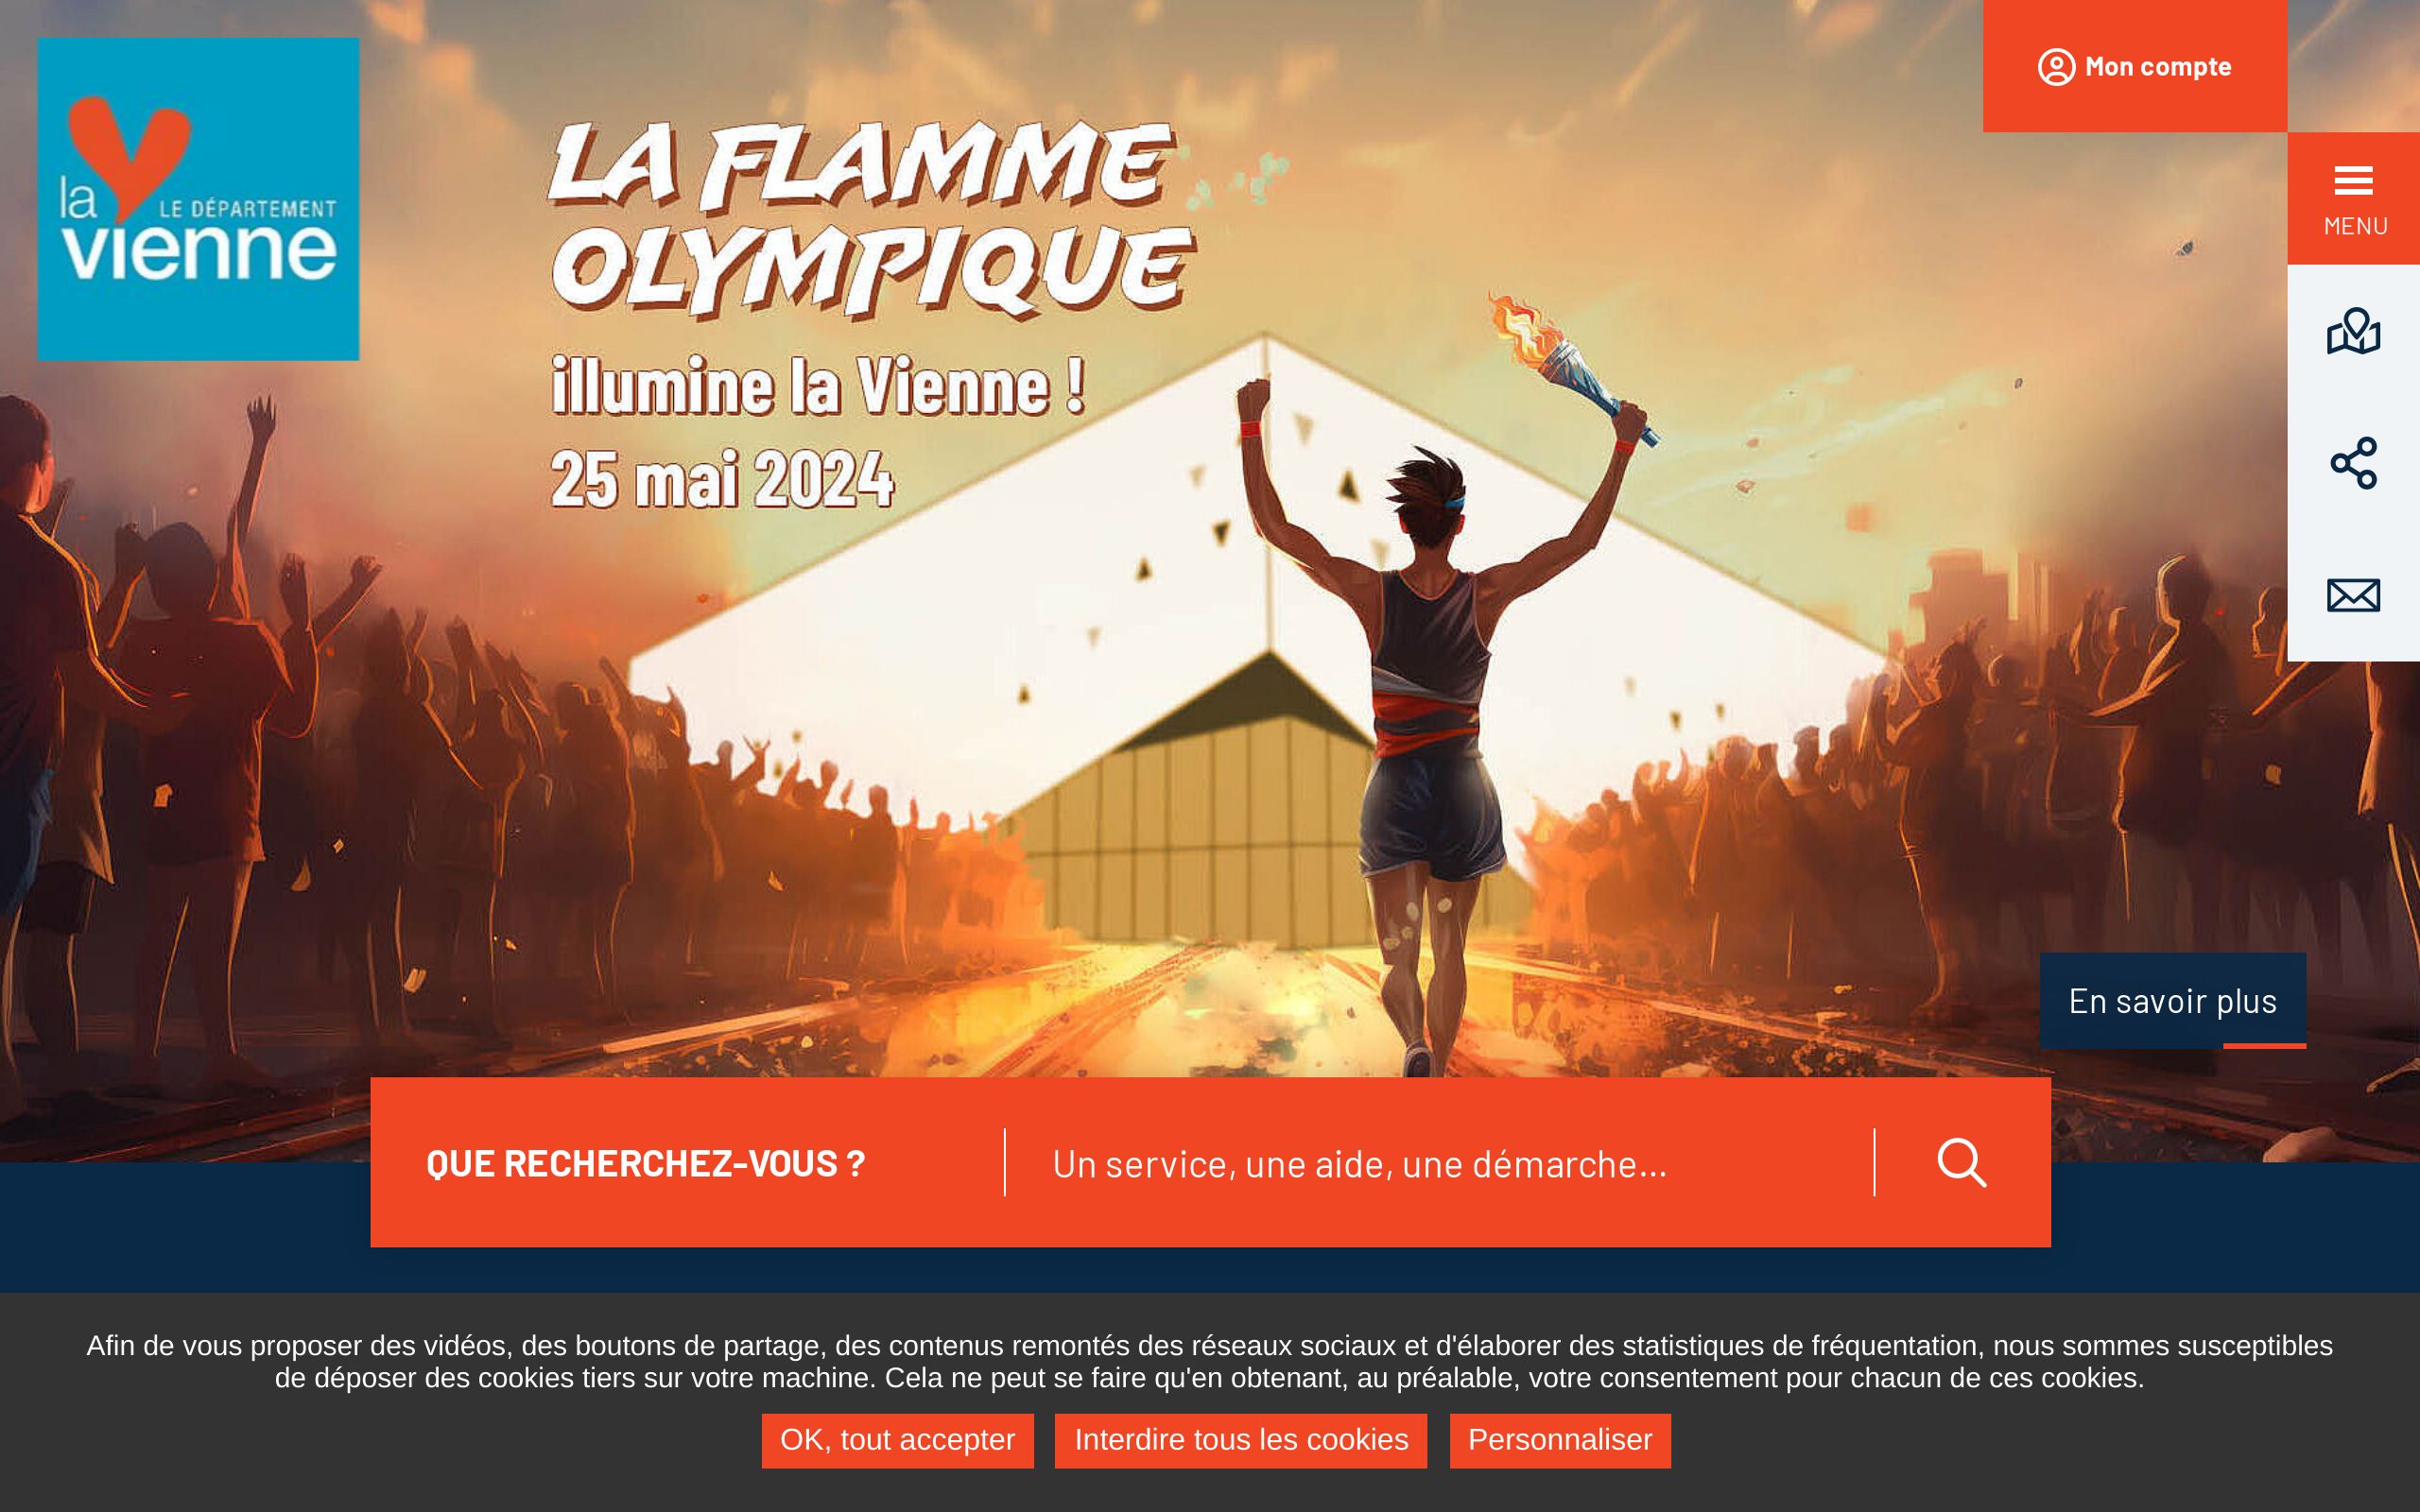 la
LE DÉPARTEMENT
vienne
Mon compte
MENU
LA FLAMME
OLYMPIQUE
illumine la Vienne !
25 mai 2024
En savoir plus
QUE RECHERCHEZ-VOUS ?
Un service, une aide, une démarche...
Afin de vous proposer des vidéos, des boutons de partage, des contenus remontés des réseaux sociaux et d'élaborer des statistiques de fréquentation, nous sommes susceptibles
de déposer des cookies tiers sur votre machine. Cela ne peut se faire qu'en obtenant, au préalable, votre consentement pour chacun de ces cookies.
OK, tout accepter
Interdire tous les cookies
Personnaliser